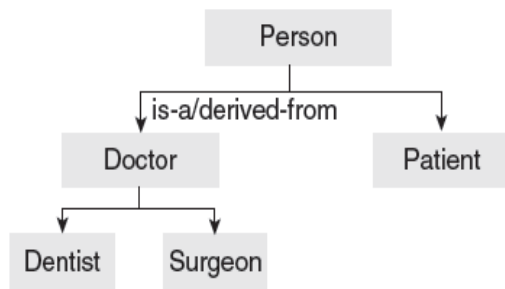 Person
is-a/derived-from
Doctor
Patient
Dentist
Surgeon